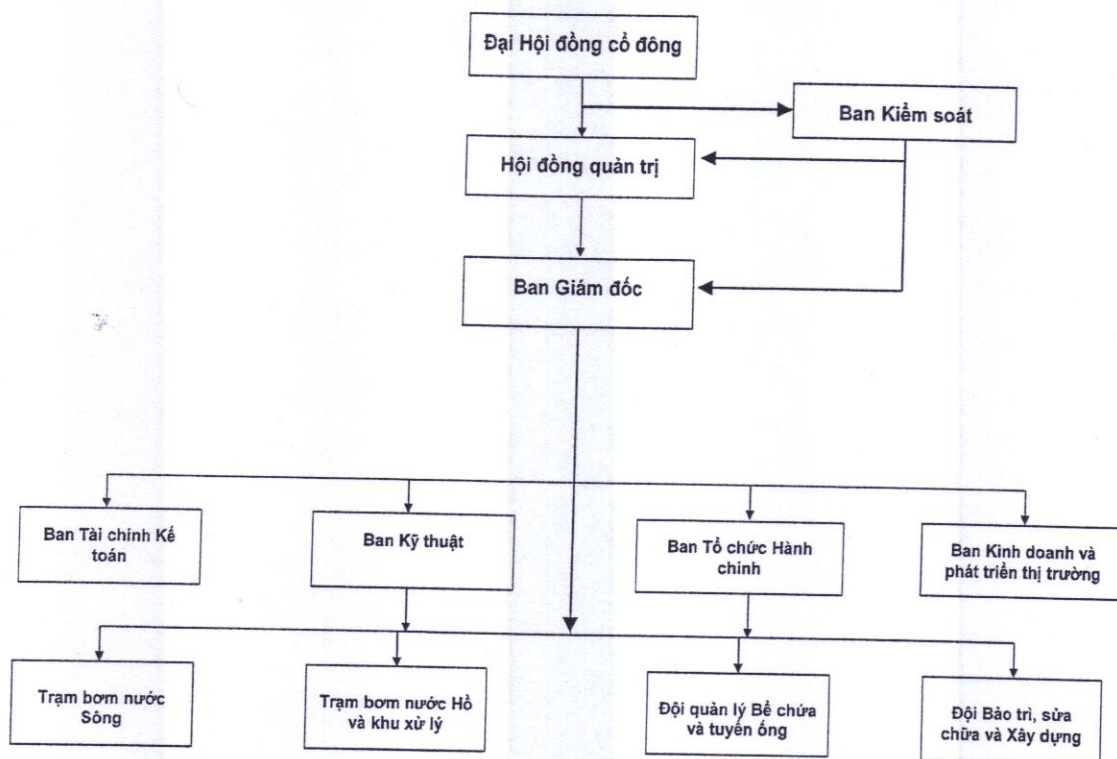 Đại Hội đồng cổ đông
Ban Kiểm soát
Hội đồng quản trị
Ban Giám đốc
Ban Tài chính Kế
toán
Ban Kỹ thuật
Ban Tổ chức Hành
chính
Ban Kinh doanh và
phát triển thị trường
Trạm bơm nước
Sông
Trạm bơm nước Hồ
và khu xử lý
Đội quản lý Bể chứa
và tuyến ống
Đội Bảo trì, sửa
chữa và Xây dựng